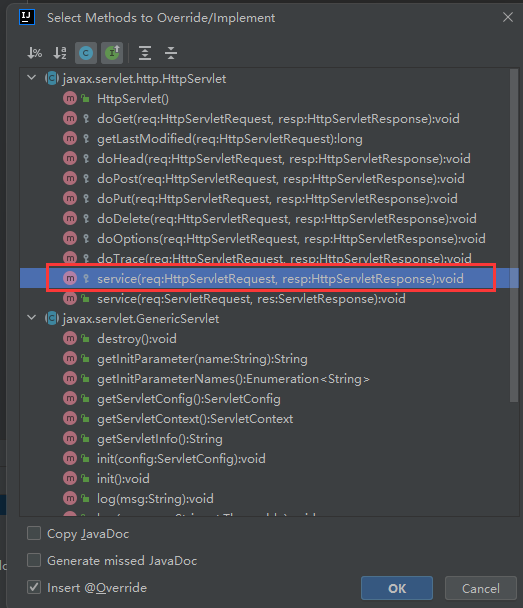 Select Methods to Override/Implement
javax.servlet.http.HttpServlet
HttpServlet()
doGet(req:HttpServletRequest, resp:HttpServletResponse):void
getLastModified(req:HttpServletRequest):long
doHead(req:HttpServletRequest, resp:HttpServletResponse):void
doPost(req:HttpServletRequest, resp:HttpServletResponse):void
doPut(req:HttpServletRequest, resp:HttpServletResponse):void
doDelete(req:HttpServletRequest, resp:HttpServletResponse):void
doOptions(req:HttpServletRequest, resp:HttpServletResponse):void
doTrace(req:HttpServletRequest, resp:HttpServletResponse):void
service(req:HttpServletRequest, resp:HttpServletResponse):void
service(req:ServletRequest, res:ServletResponse):void
javax.servlet.GenericServlet
destroy():void
getInitParameter(name:String):String
getInitParameterNames():Enumeration<String>
getServletConfig():ServletConfig
getServletContext():ServletContext
getServletInfo():String
init(config:ServletConfig):void
init():void
log(msg:String):void
Copy JavaDoc
Generate missed JavaDoc
Insert @Override
OK
Cancel